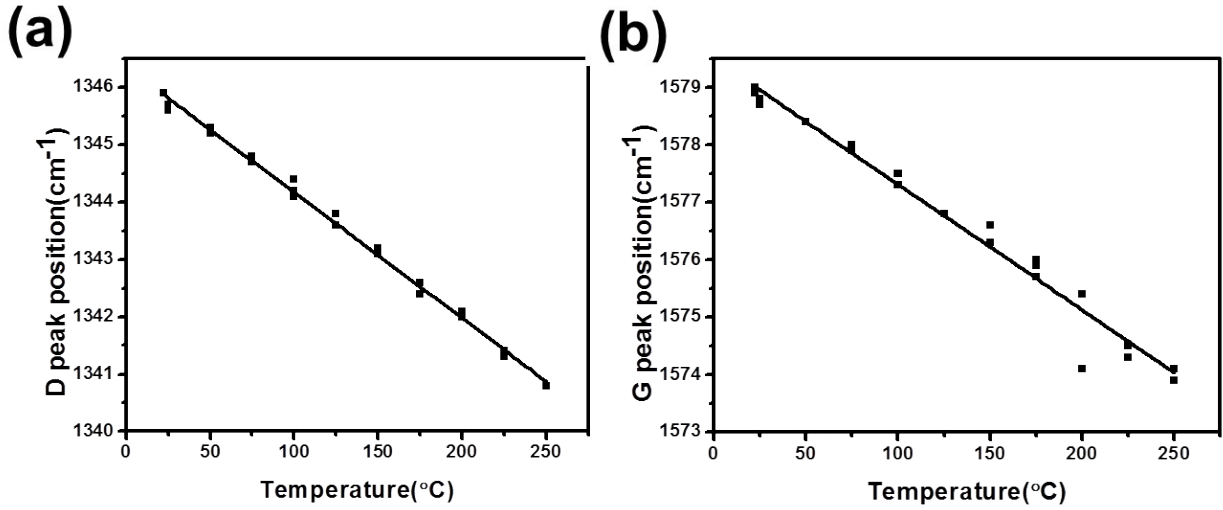 (a)
D peak position(cm-1)
1346
1345
1344
1343
1342
1341
1340
0 50 100 150 200 250
Temperature(°C)
(b)
G peak position(cm-1)
1579
1578
1577
1576
1575
1574
1573
0 50 100 150 200 250
Temperature(°C)